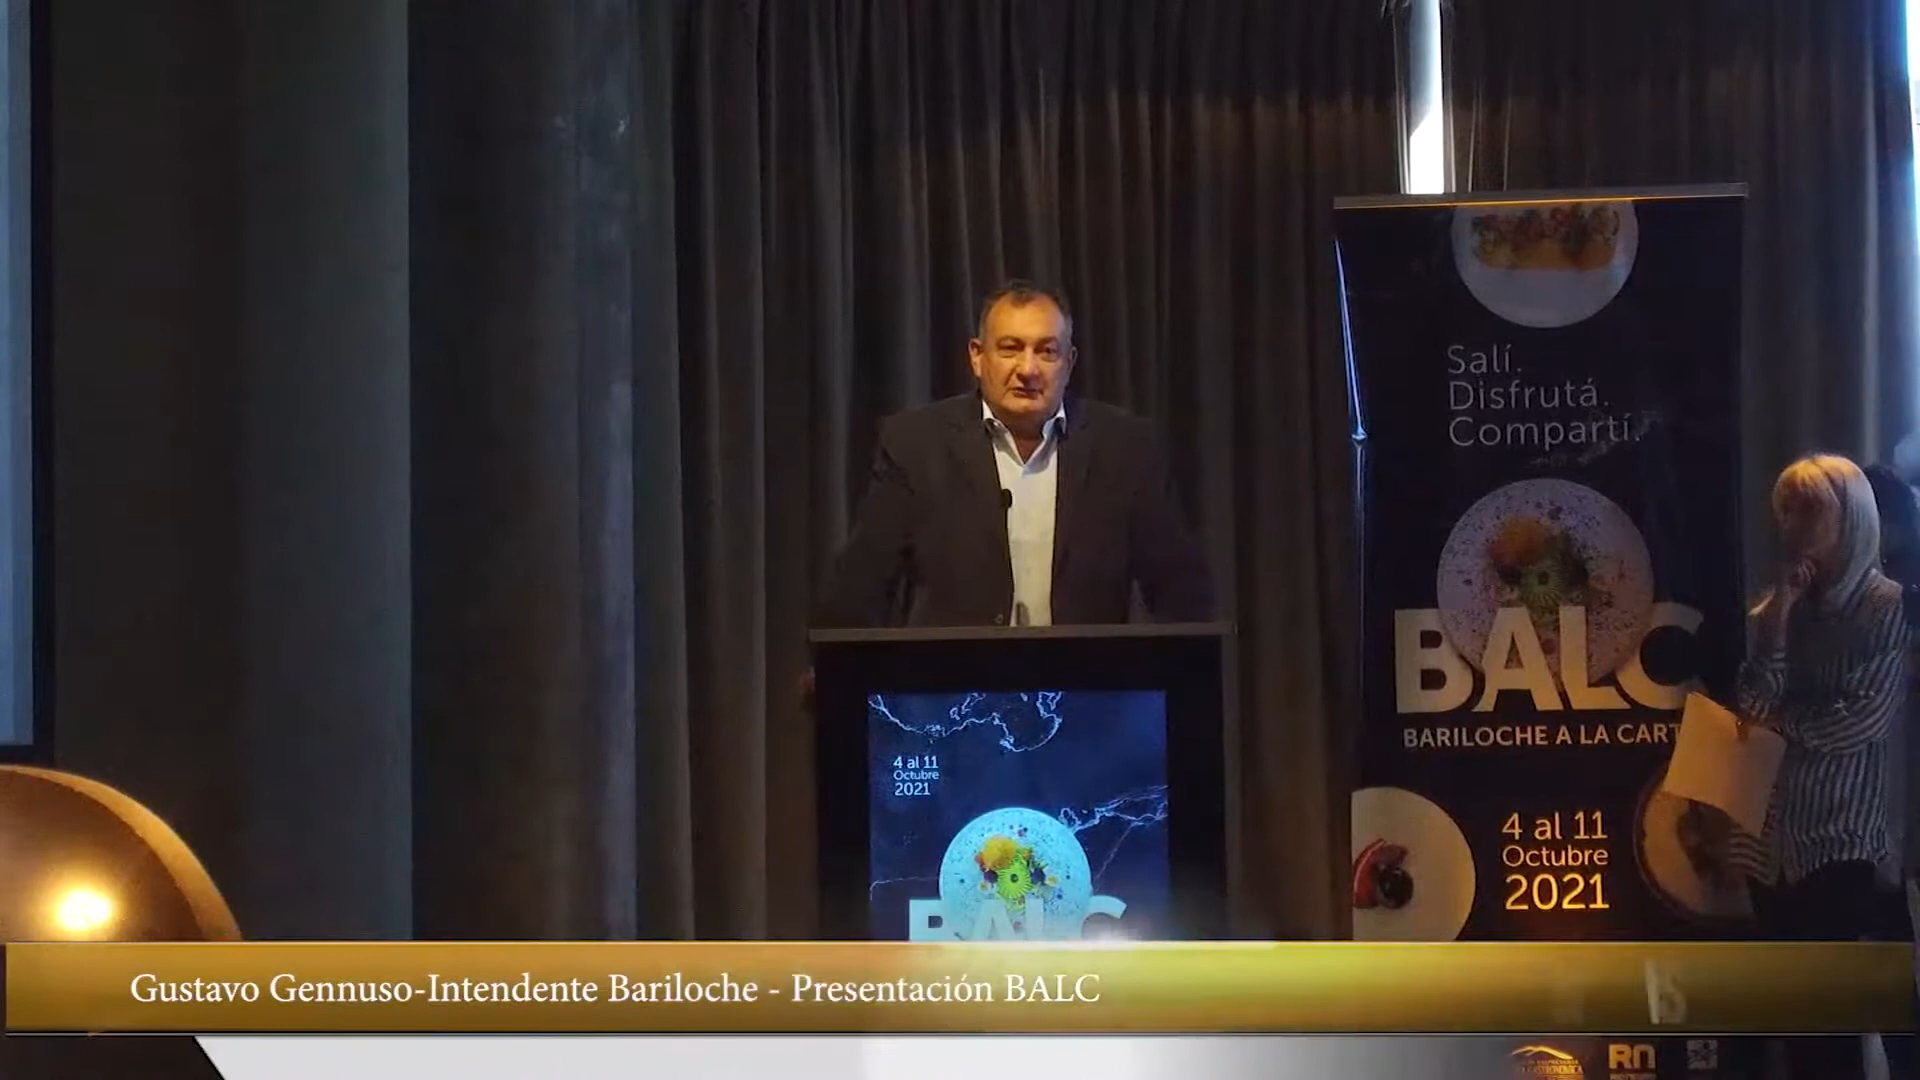 Salí.
Disfrutá.
Compartí.
BALC
BARILOCHE A LA CART
4 al 11
Octubre
2021
4 al 11
Octubre
2021
BALC
Gustavo Gennuso-Intendente Bariloche - Presentación BALC
RN